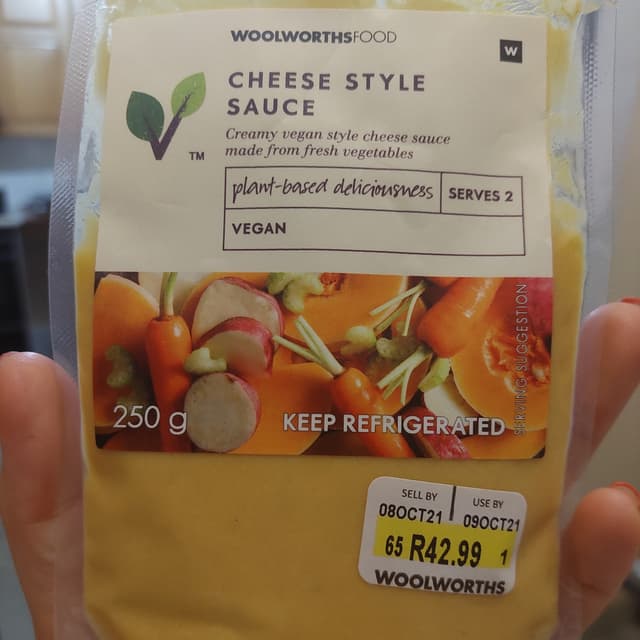 WOOLWORTHSFOOD
W
CHEESE STYLE
SAUCE
Creamy vegan style cheese sauce
made from fresh vegetables
TM
plant-based deliciousness
SERVES 2
VEGAN
SERVING SUGGESTION
250 g
KEEP REFRIGERATED
SELL BY
USE BY
08OCT21
09OCT21
65 R42.99 1
WOOLWORTHS